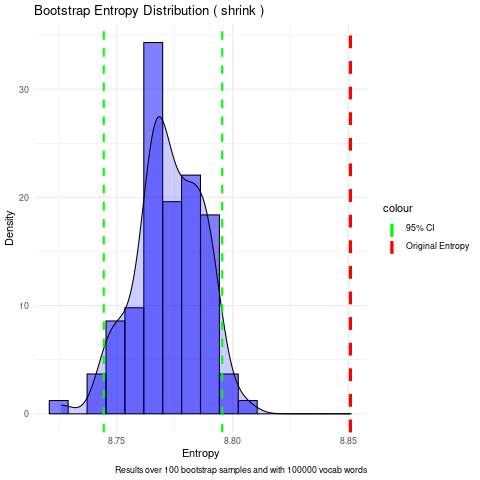 Bootstrap Entropy Distribution ( shrink )
Density
30
20
10
0
8.75
8.80
8.85
Entropy
colour
95% CI
Original Entropy
Results over 100 bootstrap samples and with 100000 vocab words